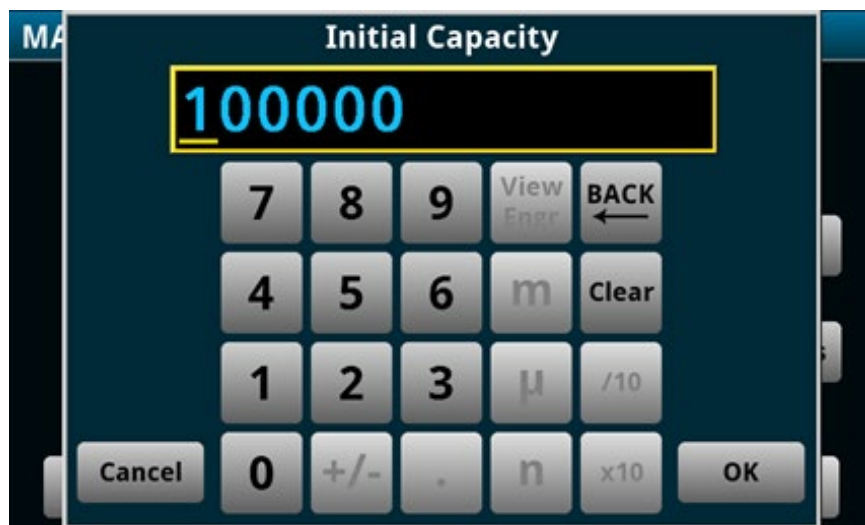 MA
Initial Capacity
100000
7 8 9 View Engr BACK
4 5 6 m Clear
1 2 3 µ /10
Cancel 0 +/- . n x10 OK